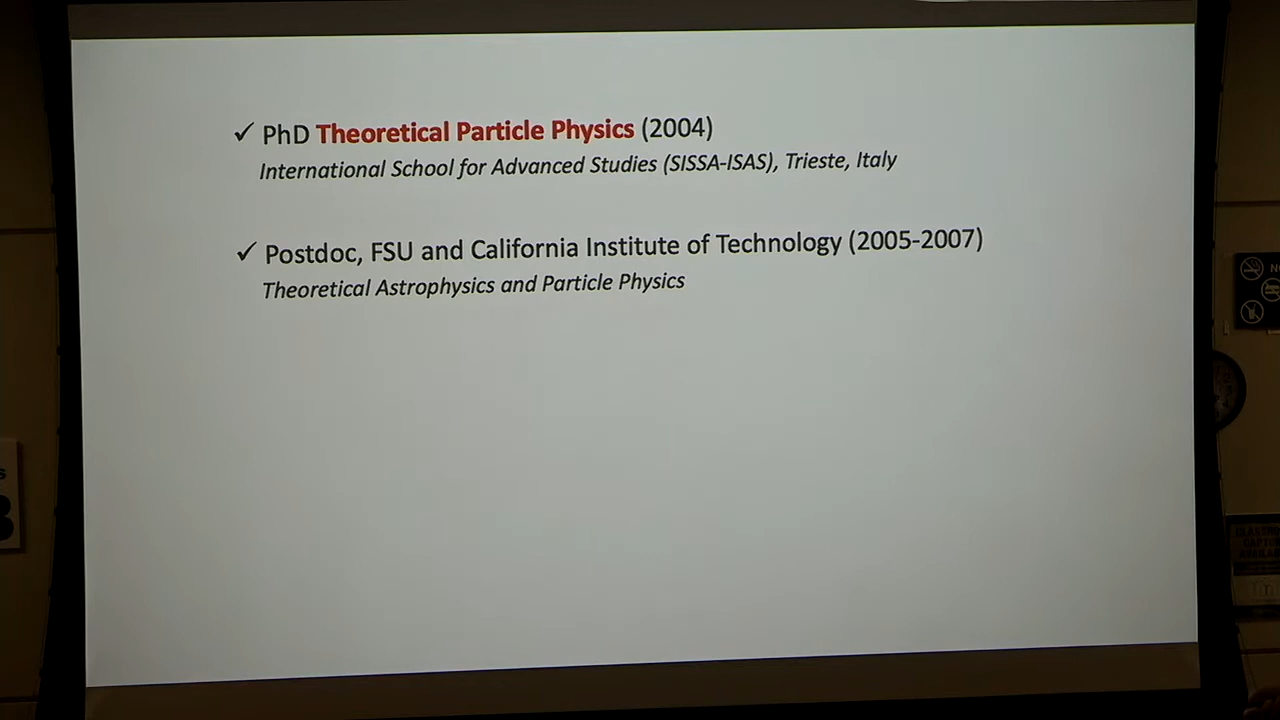 ✓ PhD Theoretical Particle Physics (2004)
International School for Advanced Studies (SISSA-ISAS), Trieste, Italy
✓ Postdoc, FSU and California Institute of Technology (2005-2007)
Theoretical Astrophysics and Particle Physics